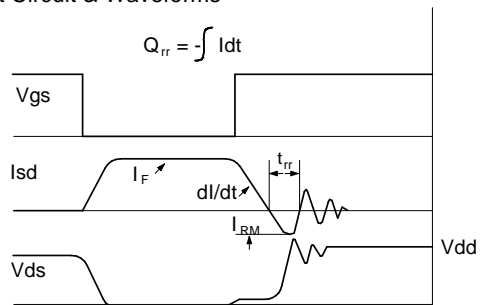 t Circuit & Waveforms
Qrr = -∫ Idt
Vgs
Isd
IF
dI/dt
trr
IRM
Vds
Vdd